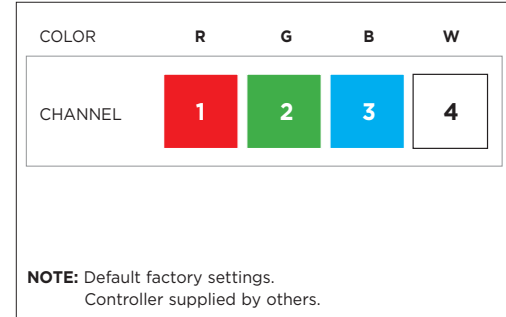 COLOR R G B W
CHANNEL 1 2 3 4
NOTE: Default factory settings.
Controller supplied by others.